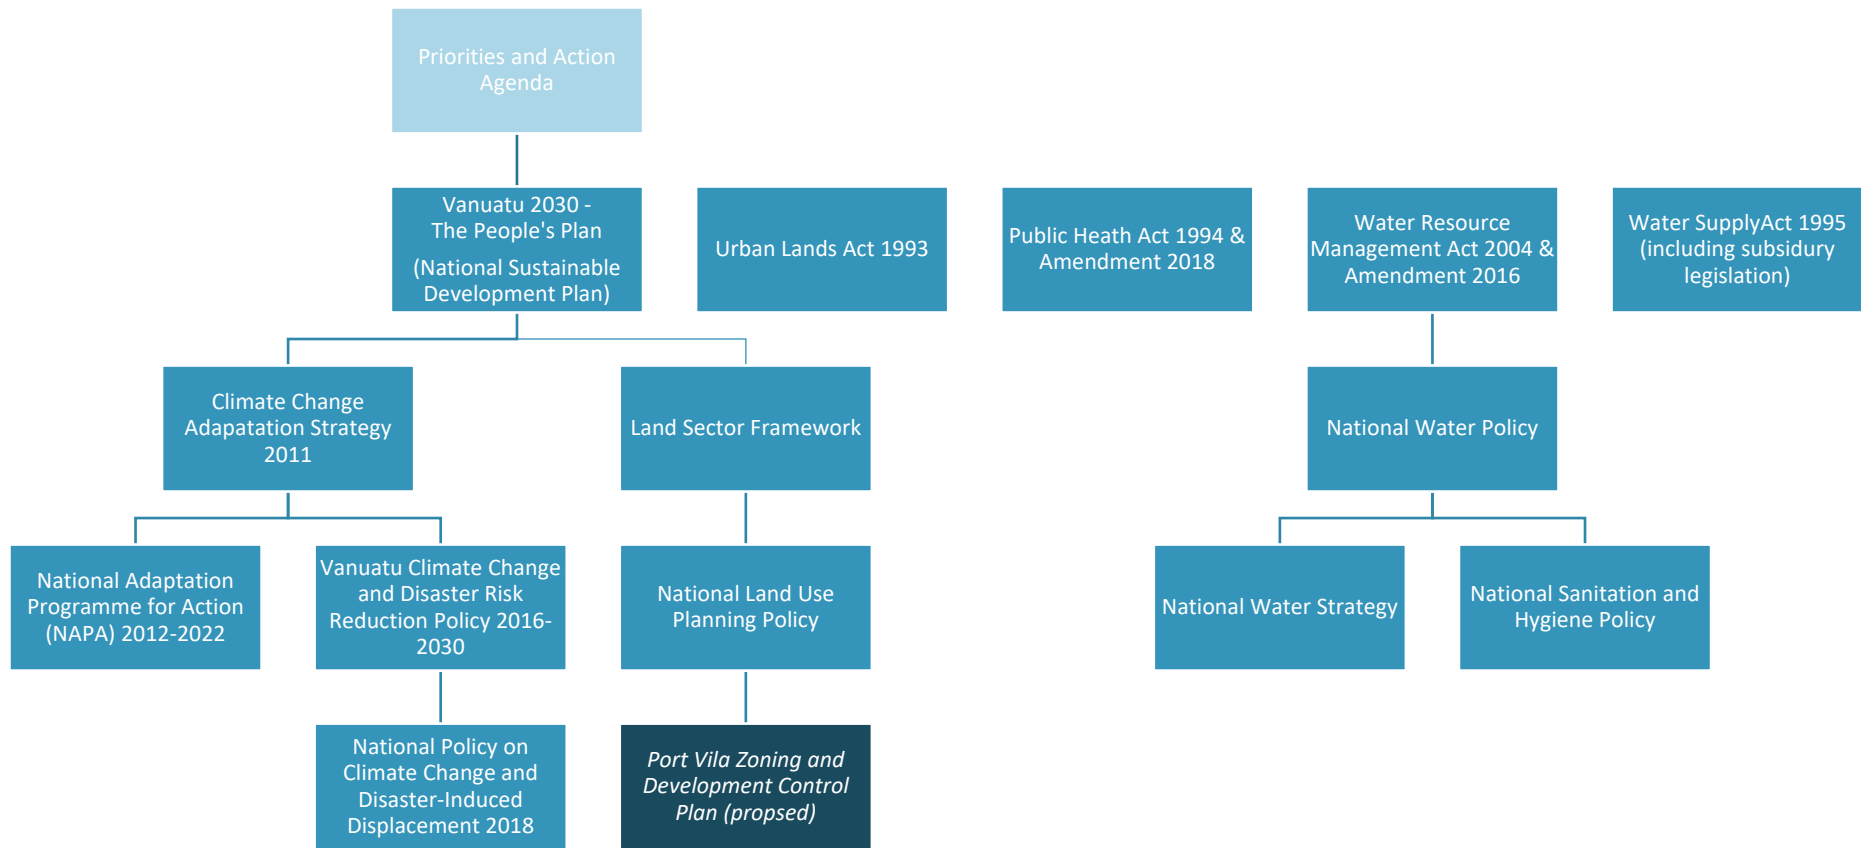 Priorities and Action
Agenda
Vanuatu 2030 -
The People's Plan
(National Sustainable
Development Plan)
Urban Lands Act 1993
Public Heath Act 1994 &
Amendment 2018
Water Resource
Management Act 2004 &
Amendment 2016
Water SupplyAct 1995
(including subsidury
legislation)
Climate Change
Adapatation Strategy
2011
Land Sector Framework
National Water Policy
National Adaptation
Programme for Action
(NAPA) 2012-2022
Vanuatu Climate Change
and Disaster Risk
Reduction Policy 2016-
2030
National Land Use
Planning Policy
National Water Strategy
National Sanitation and
Hygiene Policy
National Policy on
Climate Change and
Disaster-Induced
Displacement 2018
Port Vila Zoning and
Development Control
Plan (propsed)